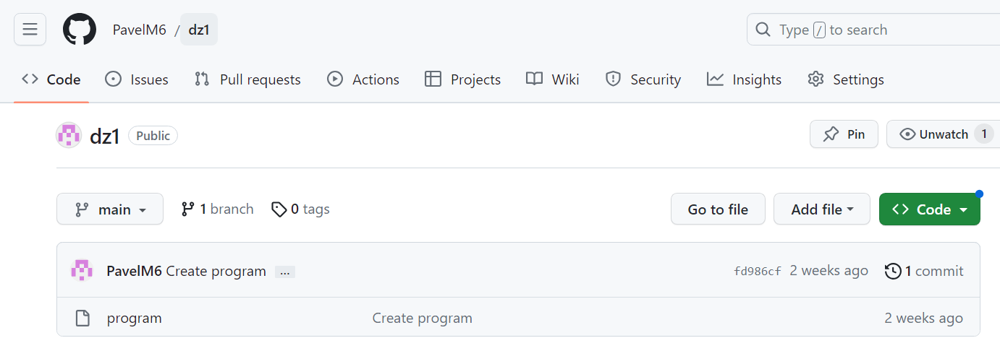 PavelM6 / dz1 Type / to search
Code Issues Pull requests Actions Projects Wiki Security Insights Settings
dz1 Public Pin Unwatch 1
main 1 branch 0 tags Go to file Add file Code
PavelM6 Create program ... fd986cf 2 weeks ago 1 commit
program Create program 2 weeks ago